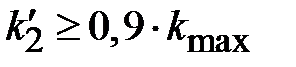 k′₂ ≥ 0,9 · kₘₐₓ